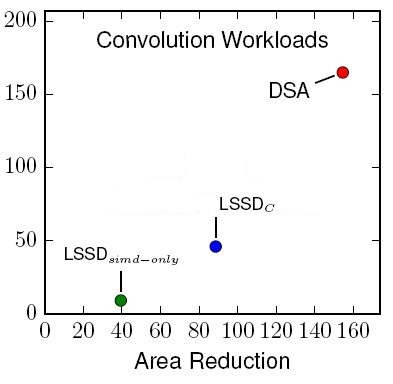 200
Convolution Workloads
150
DSA
100
LSSD_C
50
LSSD_simd-only
0
0 20 40 60 80 100 120 140 160
Area Reduction